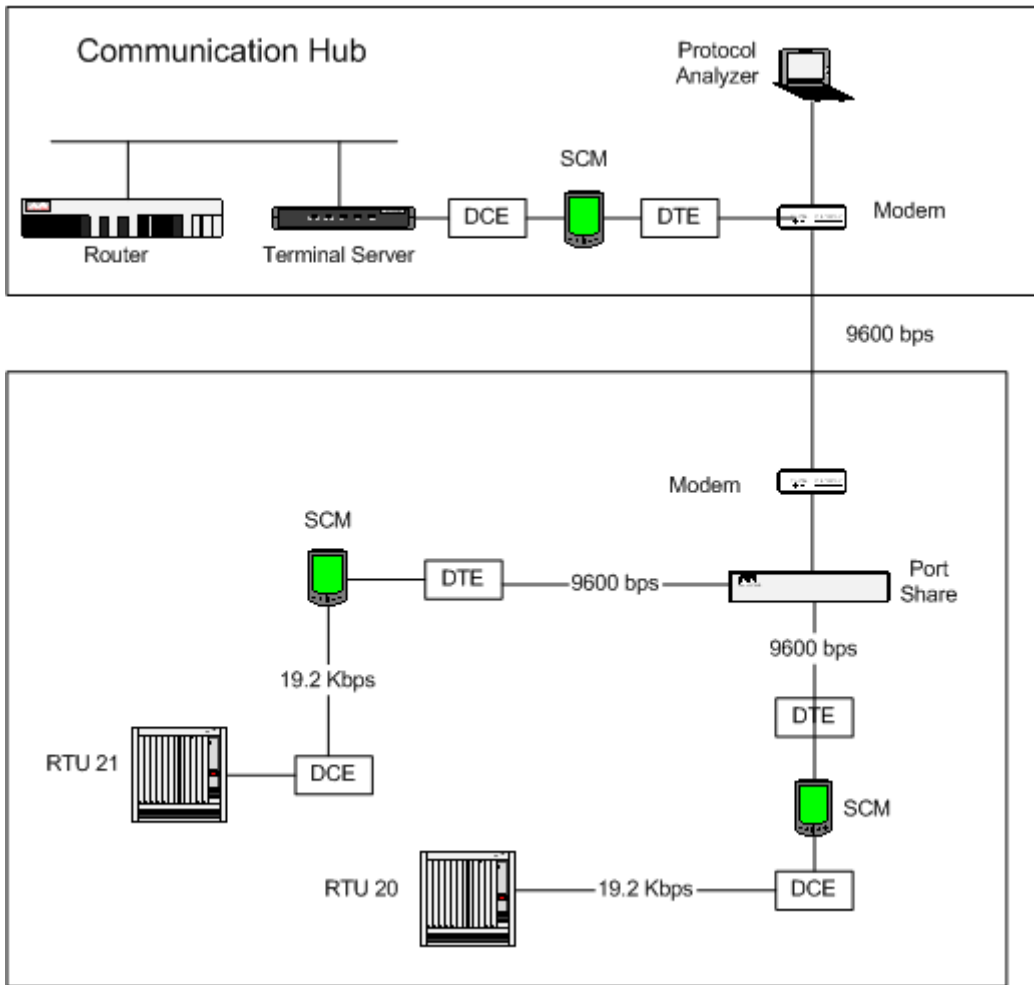 Communication Hub
Protocol
Analyzer
SCM
DCE
DTE
Modem
Router
Terminal Server
9600 bps
Modem
SCM
DTE
9600 bps
Port
Share
9600 bps
19.2 Kbps
DTE
RTU 21
DCE
SCM
RTU 20
19.2 Kbps
DCE